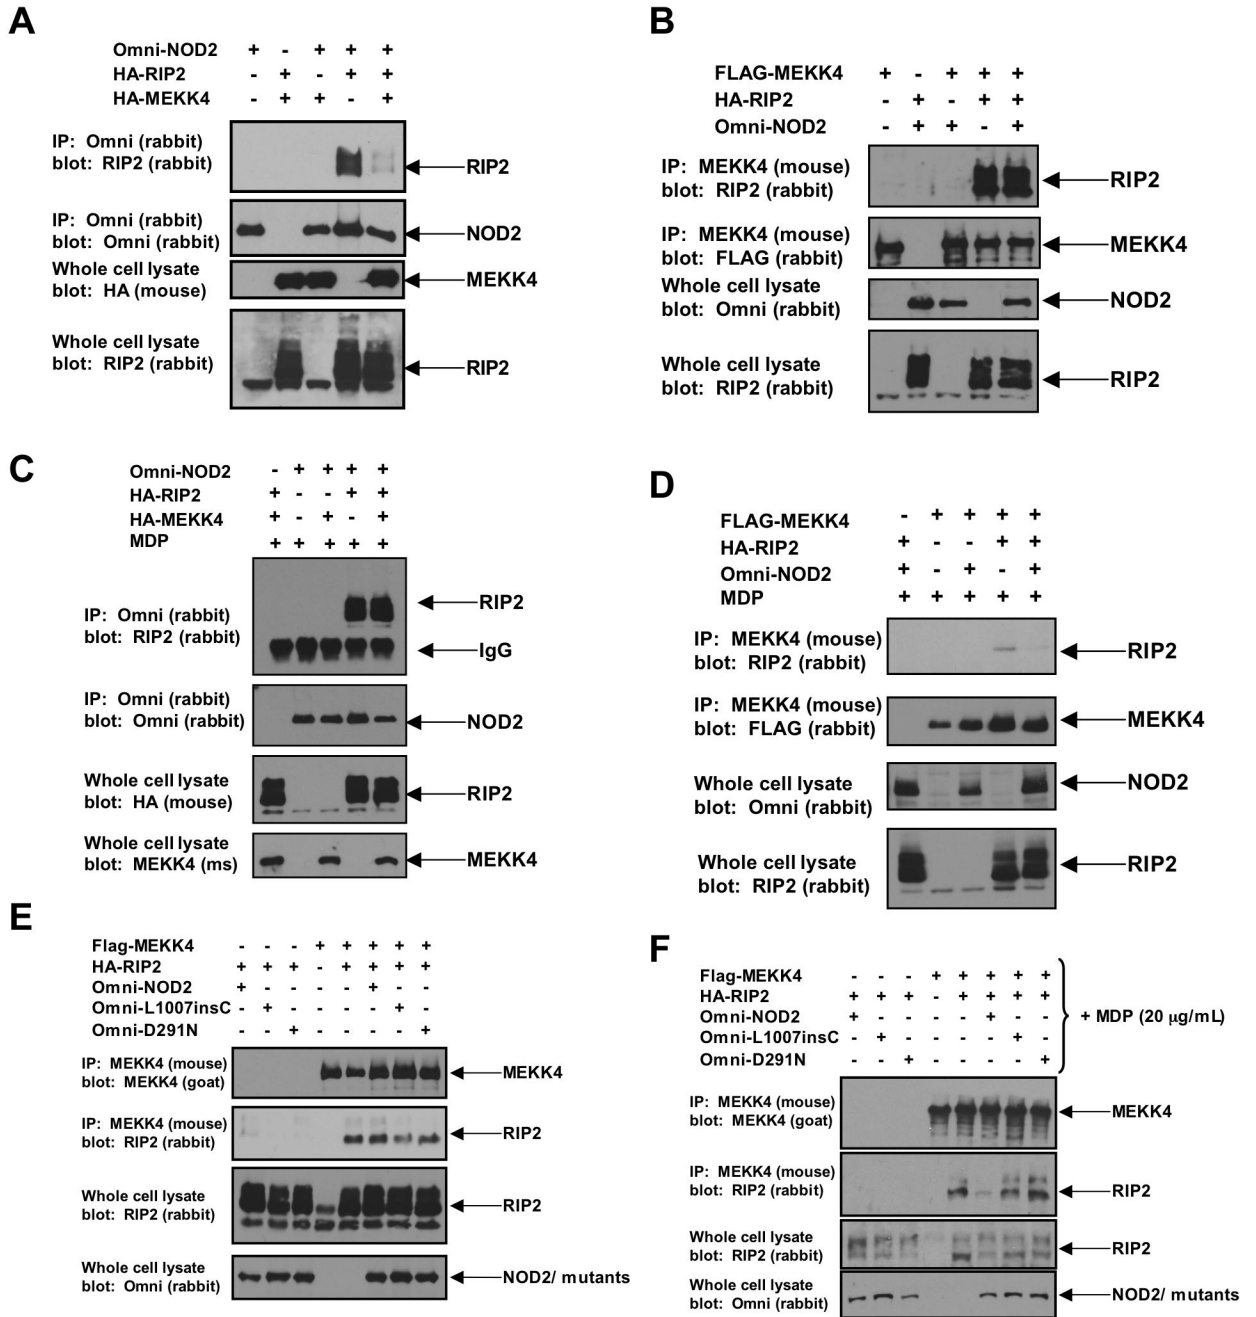 A
Omni-NOD2 + - + + +
HA-RIP2 - + - + +
HA-MEKK4 - + + - +
IP: Omni (rabbit)
blot: RIP2 (rabbit)
RIP2
IP: Omni (rabbit)
blot: Omni (rabbit)
NOD2
Whole cell lysate
blot: HA (mouse)
MEKK4
Whole cell lysate
blot: RIP2 (rabbit)
RIP2
B
FLAG-MEKK4 + - + + +
HA-RIP2 - + - + +
Omni-NOD2 - + + - +
IP: MEKK4 (mouse)
blot: RIP2 (rabbit)
RIP2
IP: MEKK4 (mouse)
blot: FLAG (rabbit)
MEKK4
Whole cell lysate
blot: Omni (rabbit)
NOD2
Whole cell lysate
blot: RIP2 (rabbit)
RIP2
C
Omni-NOD2 - + + + +
HA-RIP2 + - - + +
HA-MEKK4 + - + - +
MDP + + + + +
IP: Omni (rabbit)
blot: RIP2 (rabbit)
RIP2
IgG
IP: Omni (rabbit)
blot: Omni (rabbit)
NOD2
Whole cell lysate
blot: HA (mouse)
RIP2
Whole cell lysate
blot: MEKK4 (ms)
MEKK4
D
FLAG-MEKK4 - + + + +
HA-RIP2 + - - + +
Omni-NOD2 + - + - +
MDP + + + + +
IP: MEKK4 (mouse)
blot: RIP2 (rabbit)
RIP2
IP: MEKK4 (mouse)
blot: FLAG (rabbit)
MEKK4
Whole cell lysate
blot: Omni (rabbit)
NOD2
Whole cell lysate
blot: RIP2 (rabbit)
RIP2
E
Flag-MEKK4 - - - + + + + +
HA-RIP2 + + + - + + + +
Omni-NOD2 + - - - - + - -
Omni-L1007insC - + - - - - + -
Omni-D291N - - + - - - - +
IP: MEKK4 (mouse)
blot: MEKK4 (goat)
MEKK4
IP: MEKK4 (mouse)
blot: RIP2 (rabbit)
RIP2
Whole cell lysate
blot: RIP2 (rabbit)
RIP2
Whole cell lysate
blot: Omni (rabbit)
NOD2/ mutants
F
Flag-MEKK4 - - - + + + + +
HA-RIP2 + + + - + + + +
Omni-NOD2 + - - - - + - -
Omni-L1007insC - + - - - - + -
Omni-D291N - - + - - - - +
+ MDP (20 µg/mL)
IP: MEKK4 (mouse)
blot: MEKK4 (goat)
MEKK4
IP: MEKK4 (mouse)
blot: RIP2 (rabbit)
RIP2
Whole cell lysate
blot: RIP2 (rabbit)
RIP2
Whole cell lysate
blot: Omni (rabbit)
NOD2/ mutants